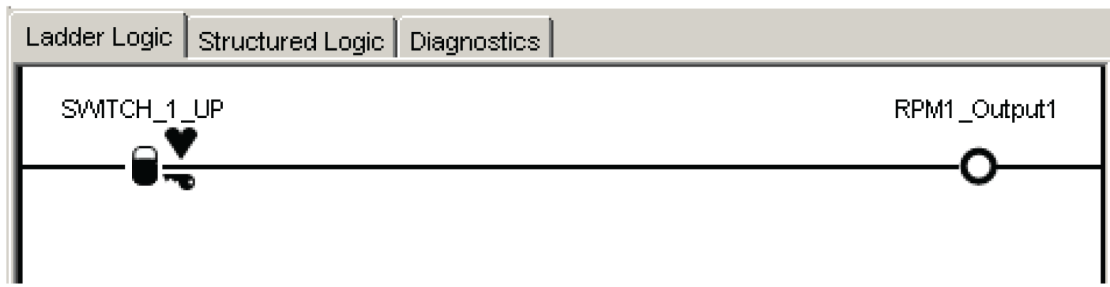 Ladder Logic Structured Logic Diagnostics
SWITCH_1_UP RPM1_Output1